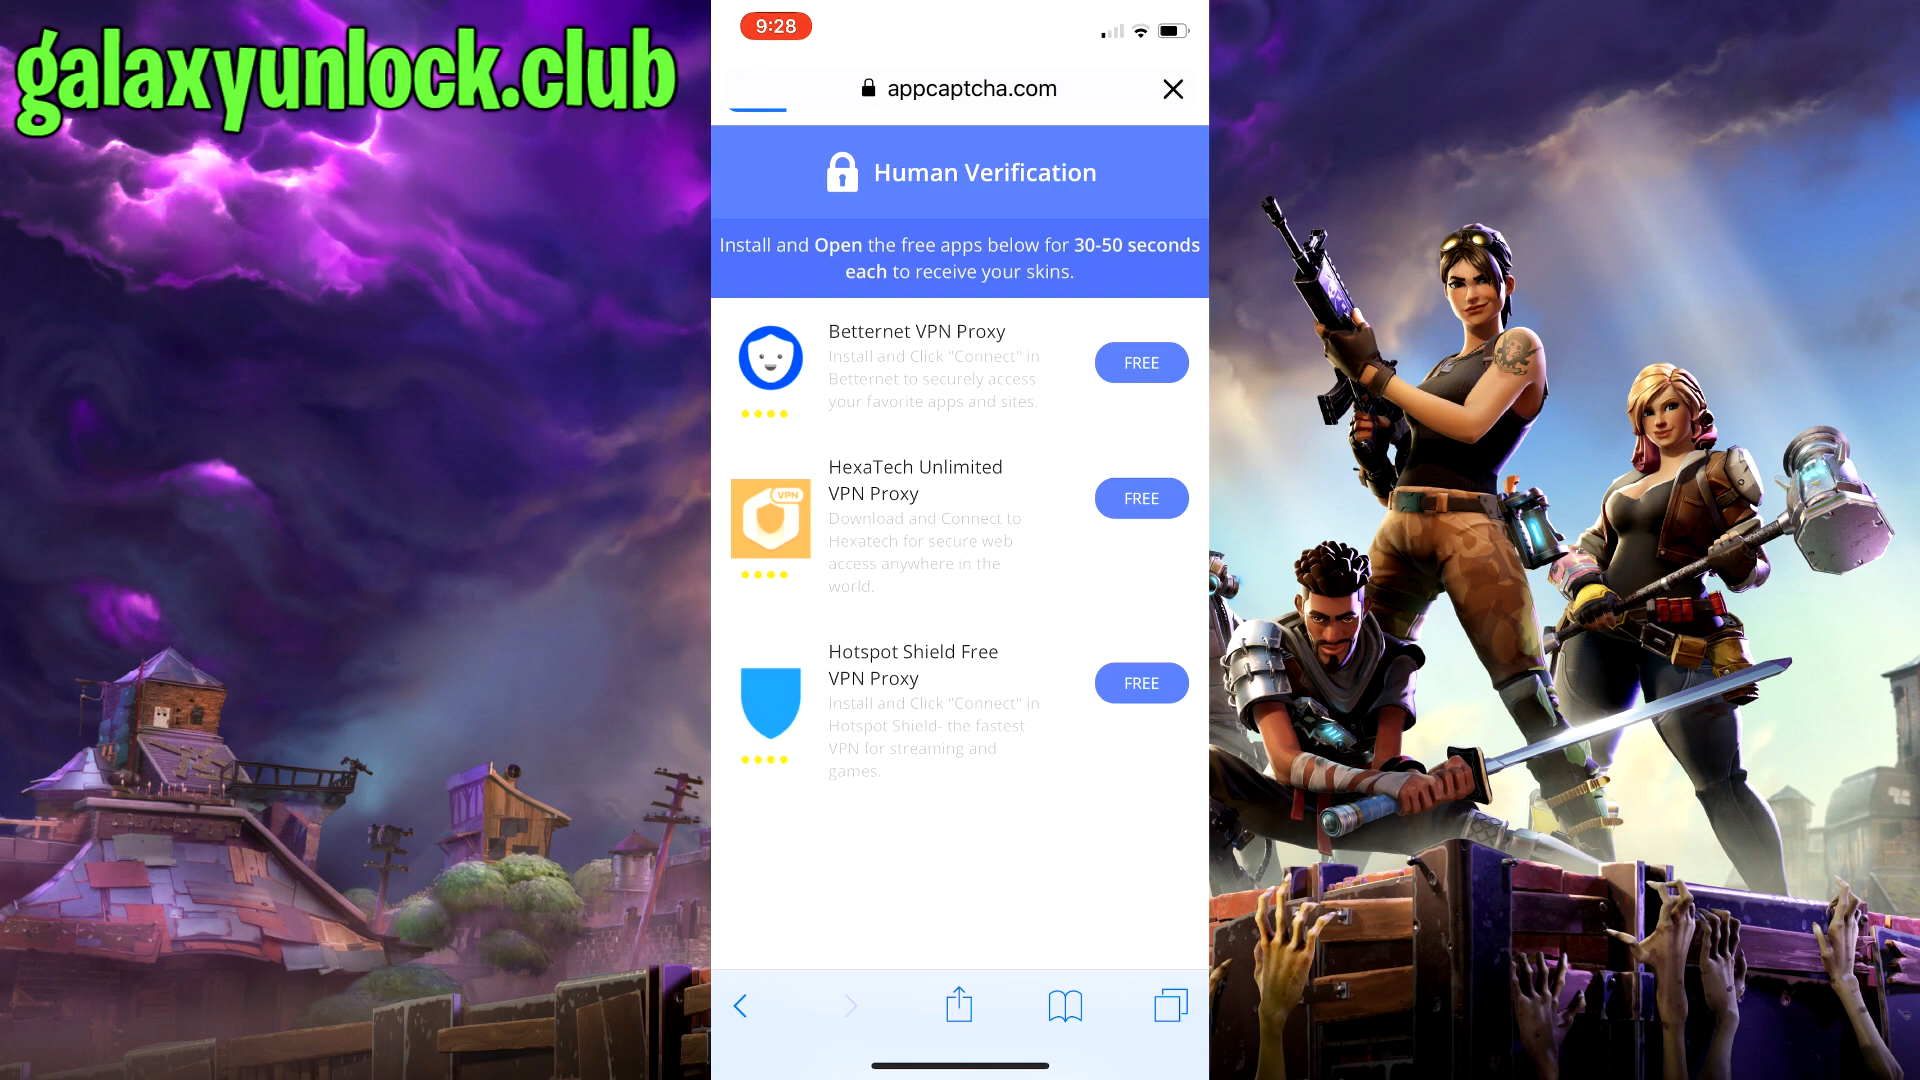 galaxyunlock.club
9:28
appcaptcha.com
Human Verification
Install and Open the free apps below for 30-50 seconds
each to receive your skins.
Betternet VPN Proxy
Install and Click "Connect" in
Betternet to securely access
your favorite apps and sites.
FREE
HexaTech Unlimited
VPN Proxy
Download and Connect to
Hexatech for secure web
access anywhere in the
world.
VPN
FREE
Hotspot Shield Free
VPN Proxy
Install and Click "Connect" in
Hotspot Shield- the fastest
VPN for streaming and
games.
FREE